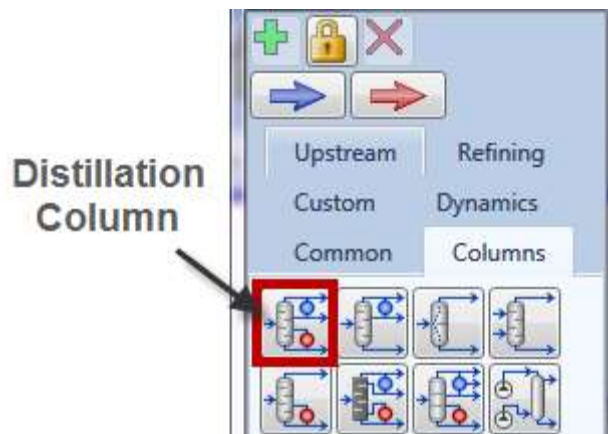 Distillation
Column
Upstream Refining
Custom Dynamics
Common Columns